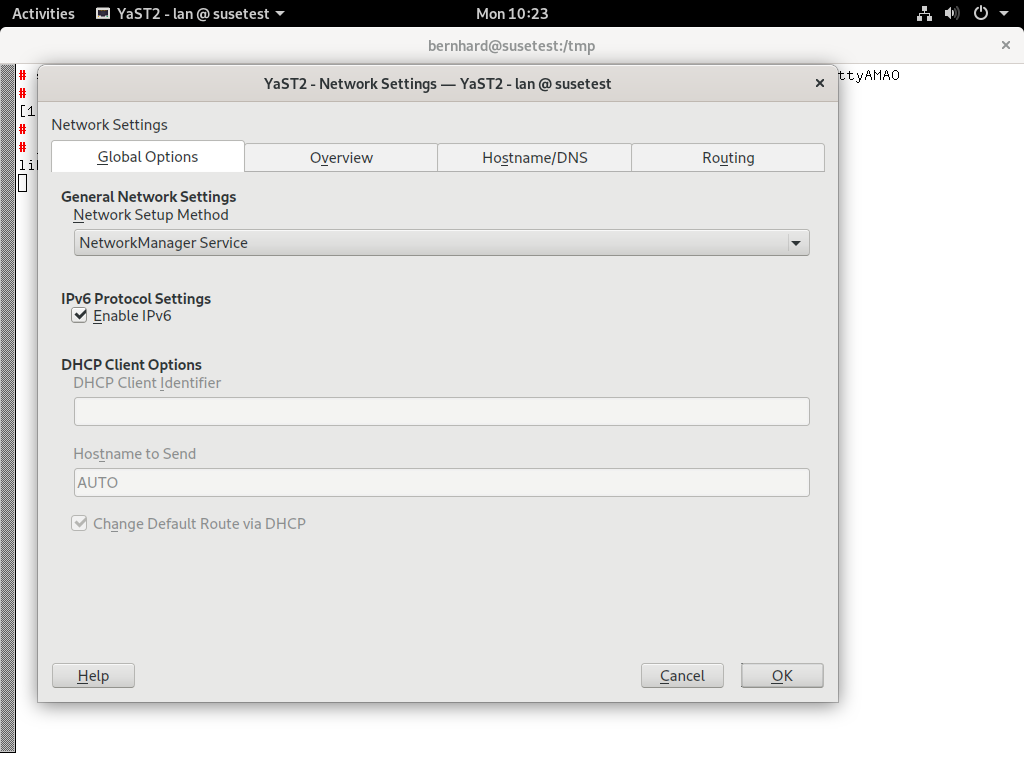 Activities YaST2 - lan @ susetest Mon 10:23
bernhard@susetest:/tmp
YaST2 - Network Settings — YaST2 - lan @ susetest
# ttyAMA0
#
[1
#
#
Network Settings
Global Options Overview Hostname/DNS Routing
General Network Settings
Network Setup Method
NetworkManager Service
IPv6 Protocol Settings
Enable IPv6
DHCP Client Options
DHCP Client Identifier
Hostname to Send
AUTO
Change Default Route via DHCP
Help Cancel OK